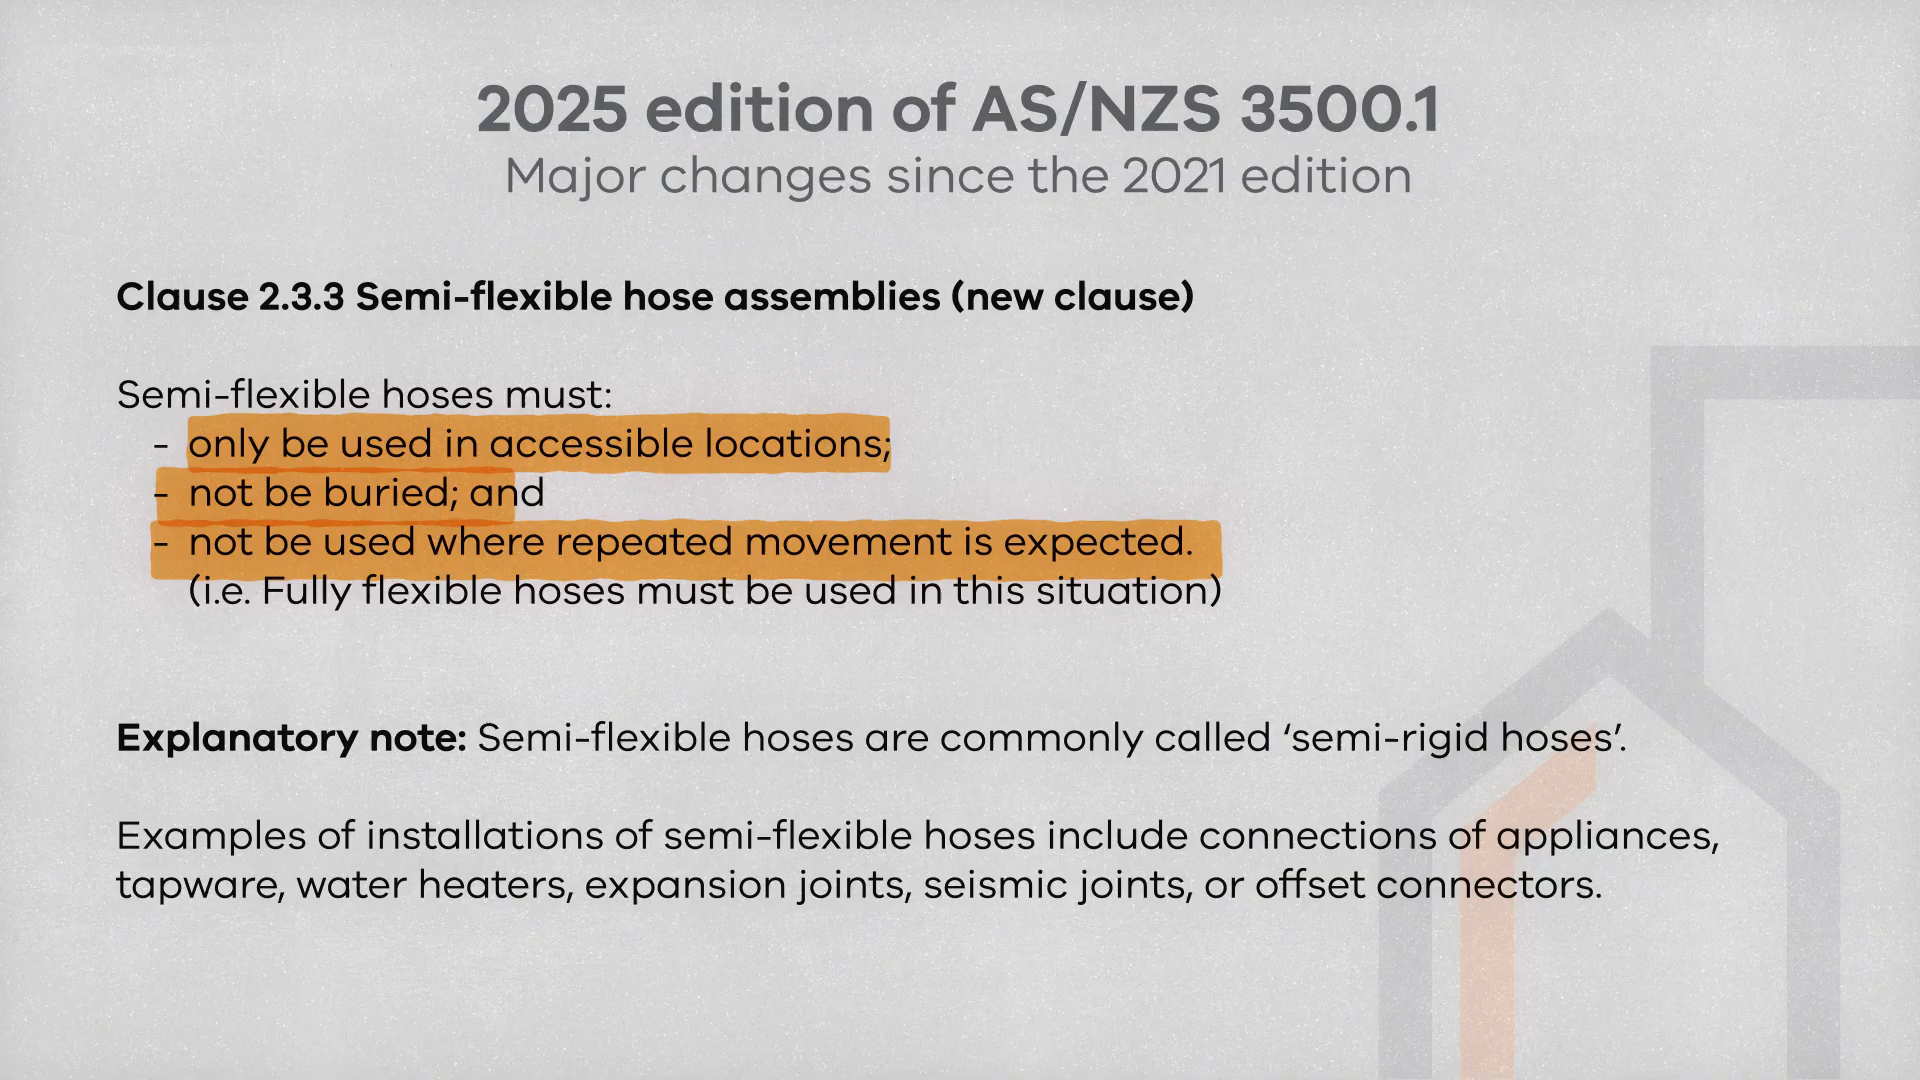 2025 edition of AS/NZS 3500.1
Major changes since the 2021 edition
Clause 2.3.3 Semi-flexible hose assemblies (new clause)
Semi-flexible hoses must:
- only be used in accessible locations;
- not be buried; and
- not be used where repeated movement is expected.
(i.e. Fully flexible hoses must be used in this situation)
Explanatory note: Semi-flexible hoses are commonly called ‘semi-rigid hoses’.
Examples of installations of semi-flexible hoses include connections of appliances,
tapware, water heaters, expansion joints, seismic joints, or offset connectors.